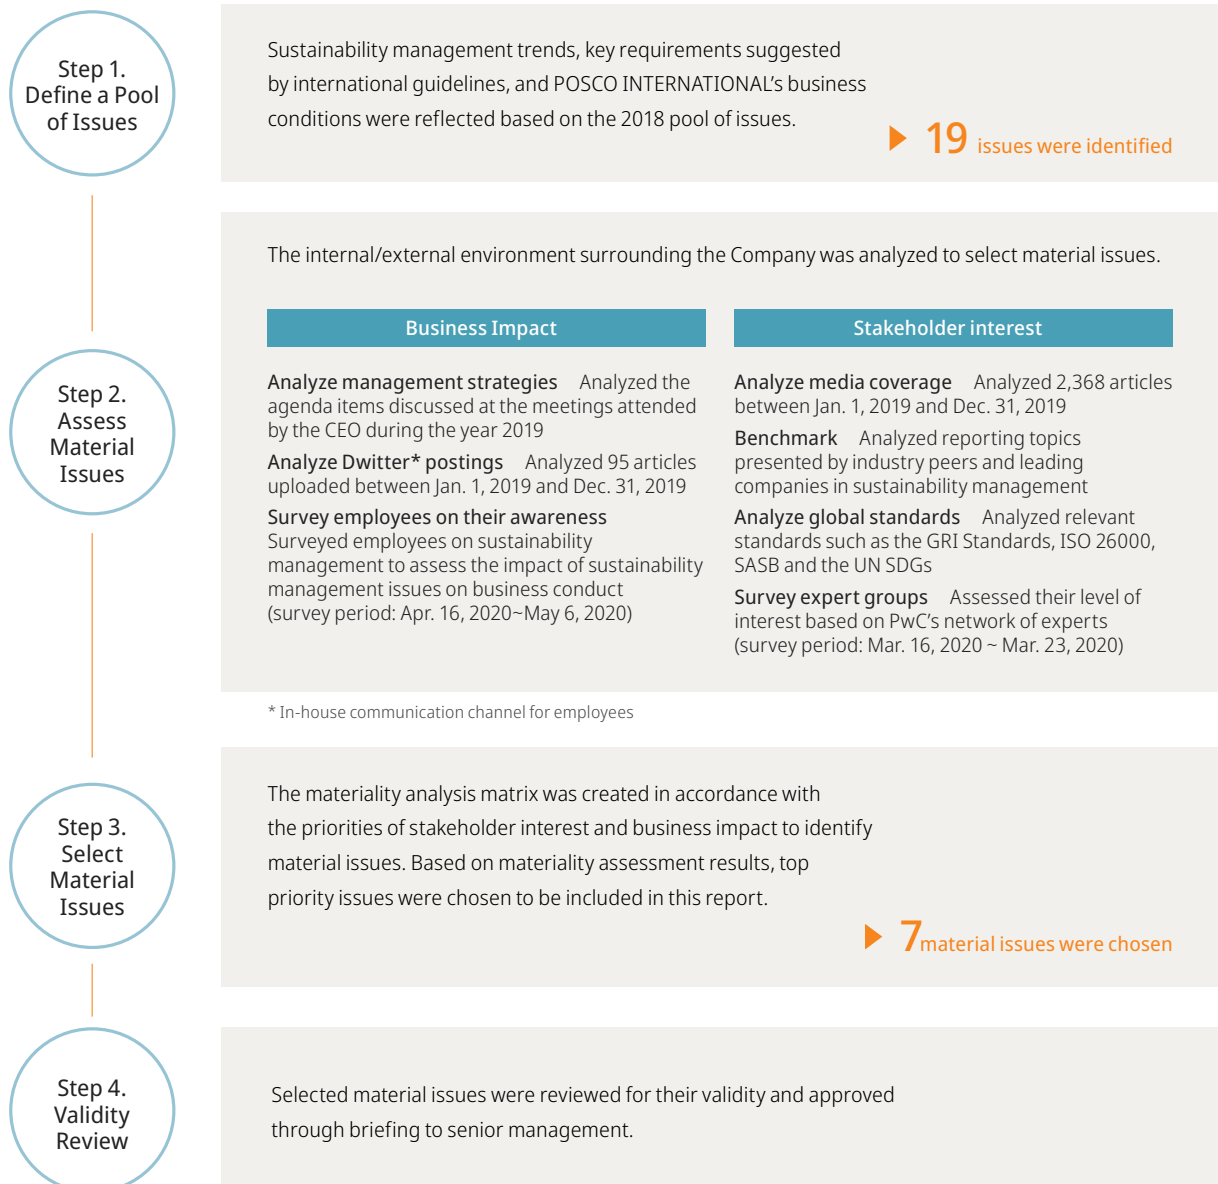 Step 1.
Define a Pool
of Issues
Sustainability management trends, key requirements suggested
by international guidelines, and POSCO INTERNATIONAL’s business
conditions were reflected based on the 2018 pool of issues.
▶ 19 issues were identified
Step 2.
Assess
Material
Issues
The internal/external environment surrounding the Company was analyzed to select material issues.
Business Impact
Analyze management strategies Analyzed the
agenda items discussed at the meetings attended
by the CEO during the year 2019
Analyze Dwitter* postings Analyzed 95 articles
uploaded between Jan. 1, 2019 and Dec. 31, 2019
Survey employees on their awareness
Surveyed employees on sustainability
management to assess the impact of sustainability
management issues on business conduct
(survey period: Apr. 16, 2020~May 6, 2020)
Stakeholder interest
Analyze media coverage Analyzed 2,368 articles
between Jan. 1, 2019 and Dec. 31, 2019
Benchmark Analyzed reporting topics
presented by industry peers and leading
companies in sustainability management
Analyze global standards Analyzed relevant
standards such as the GRI Standards, ISO 26000,
SASB and the UN SDGs
Survey expert groups Assessed their level of
interest based on PwC’s network of experts
(survey period: Mar. 16, 2020 ~ Mar. 23, 2020)
* In-house communication channel for employees
Step 3.
Select
Material
Issues
The materiality analysis matrix was created in accordance with
the priorities of stakeholder interest and business impact to identify
material issues. Based on materiality assessment results, top
priority issues were chosen to be included in this report.
▶ 7 material issues were chosen
Step 4.
Validity
Review
Selected material issues were reviewed for their validity and approved
through briefing to senior management.